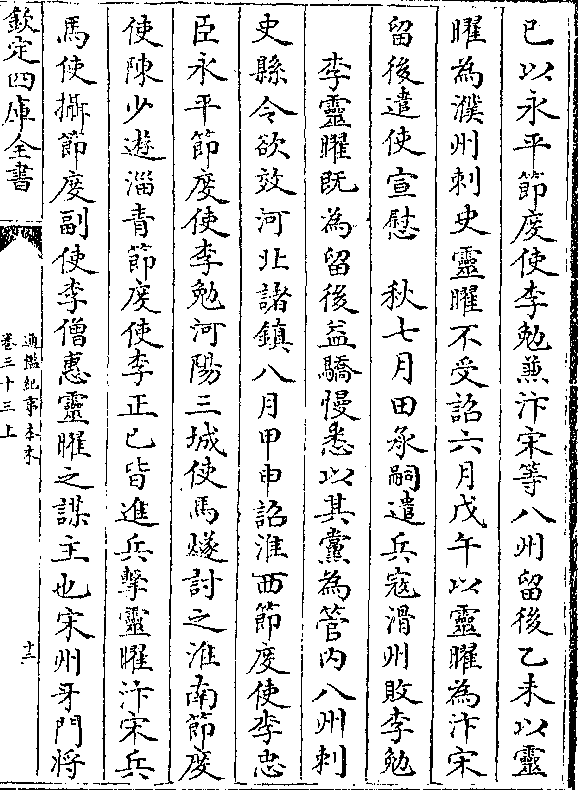 已以永平節度使李勉兼汴宋等八州留後乙未以靈
曜為濮州刺史靈曜不受詔六月戊午以靈曜為汴宋
留後遣使宣慰　秋七月田承嗣遣兵寇滑州敗李勉
李靈曜既為留後益驕慢悉以其黨為管内八州刺
史縣令欲效河北諸鎮八月甲申詔淮西節度使李忠
臣永平節度使李勉河陽三城使馬燧討之淮南節度
使陳少遊淄青節度使李正已皆進兵擊靈曜汴宋兵
馬使攝節度副使李僧惠靈曜之謀主也宋州牙門將
欽定四庫全書
通鑑紀事本末
卷三十三上
十三